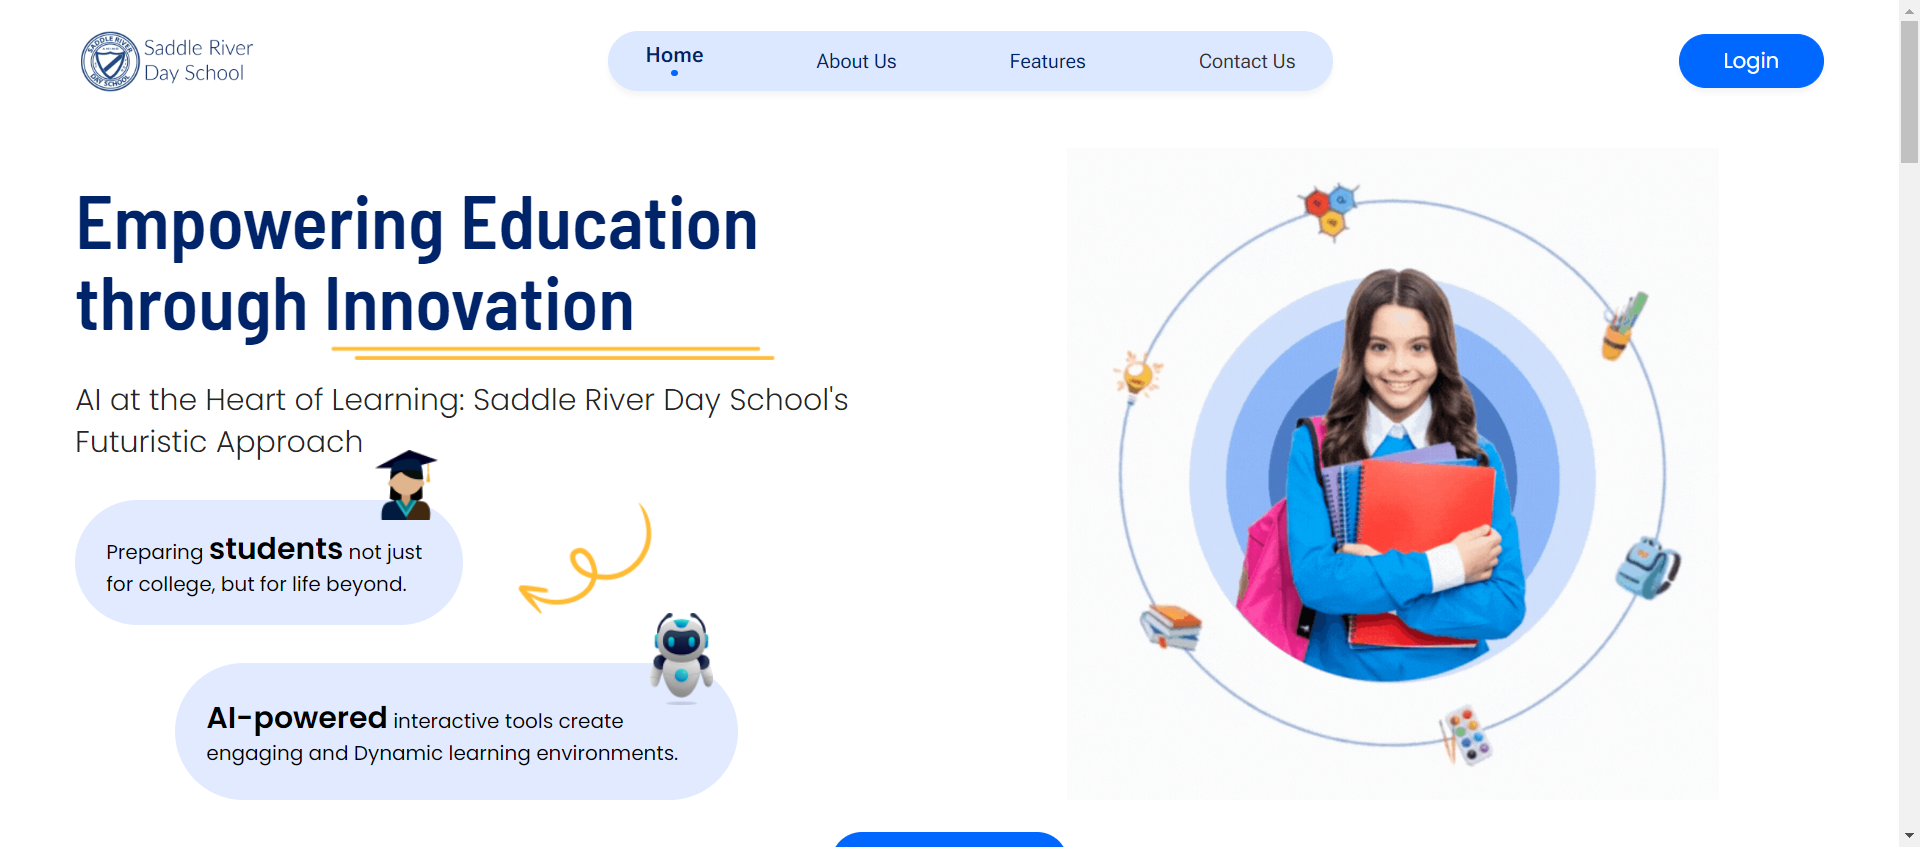 SADDLE RIVER
DAY SCHOOL
Saddle River
Day School
Home
About Us
Features
Contact Us
Login
Empowering Education
through Innovation
AI at the Heart of Learning: Saddle River Day School's
Futuristic Approach
Preparing students not just
for college, but for life beyond.
AI-powered interactive tools create
engaging and Dynamic learning environments.